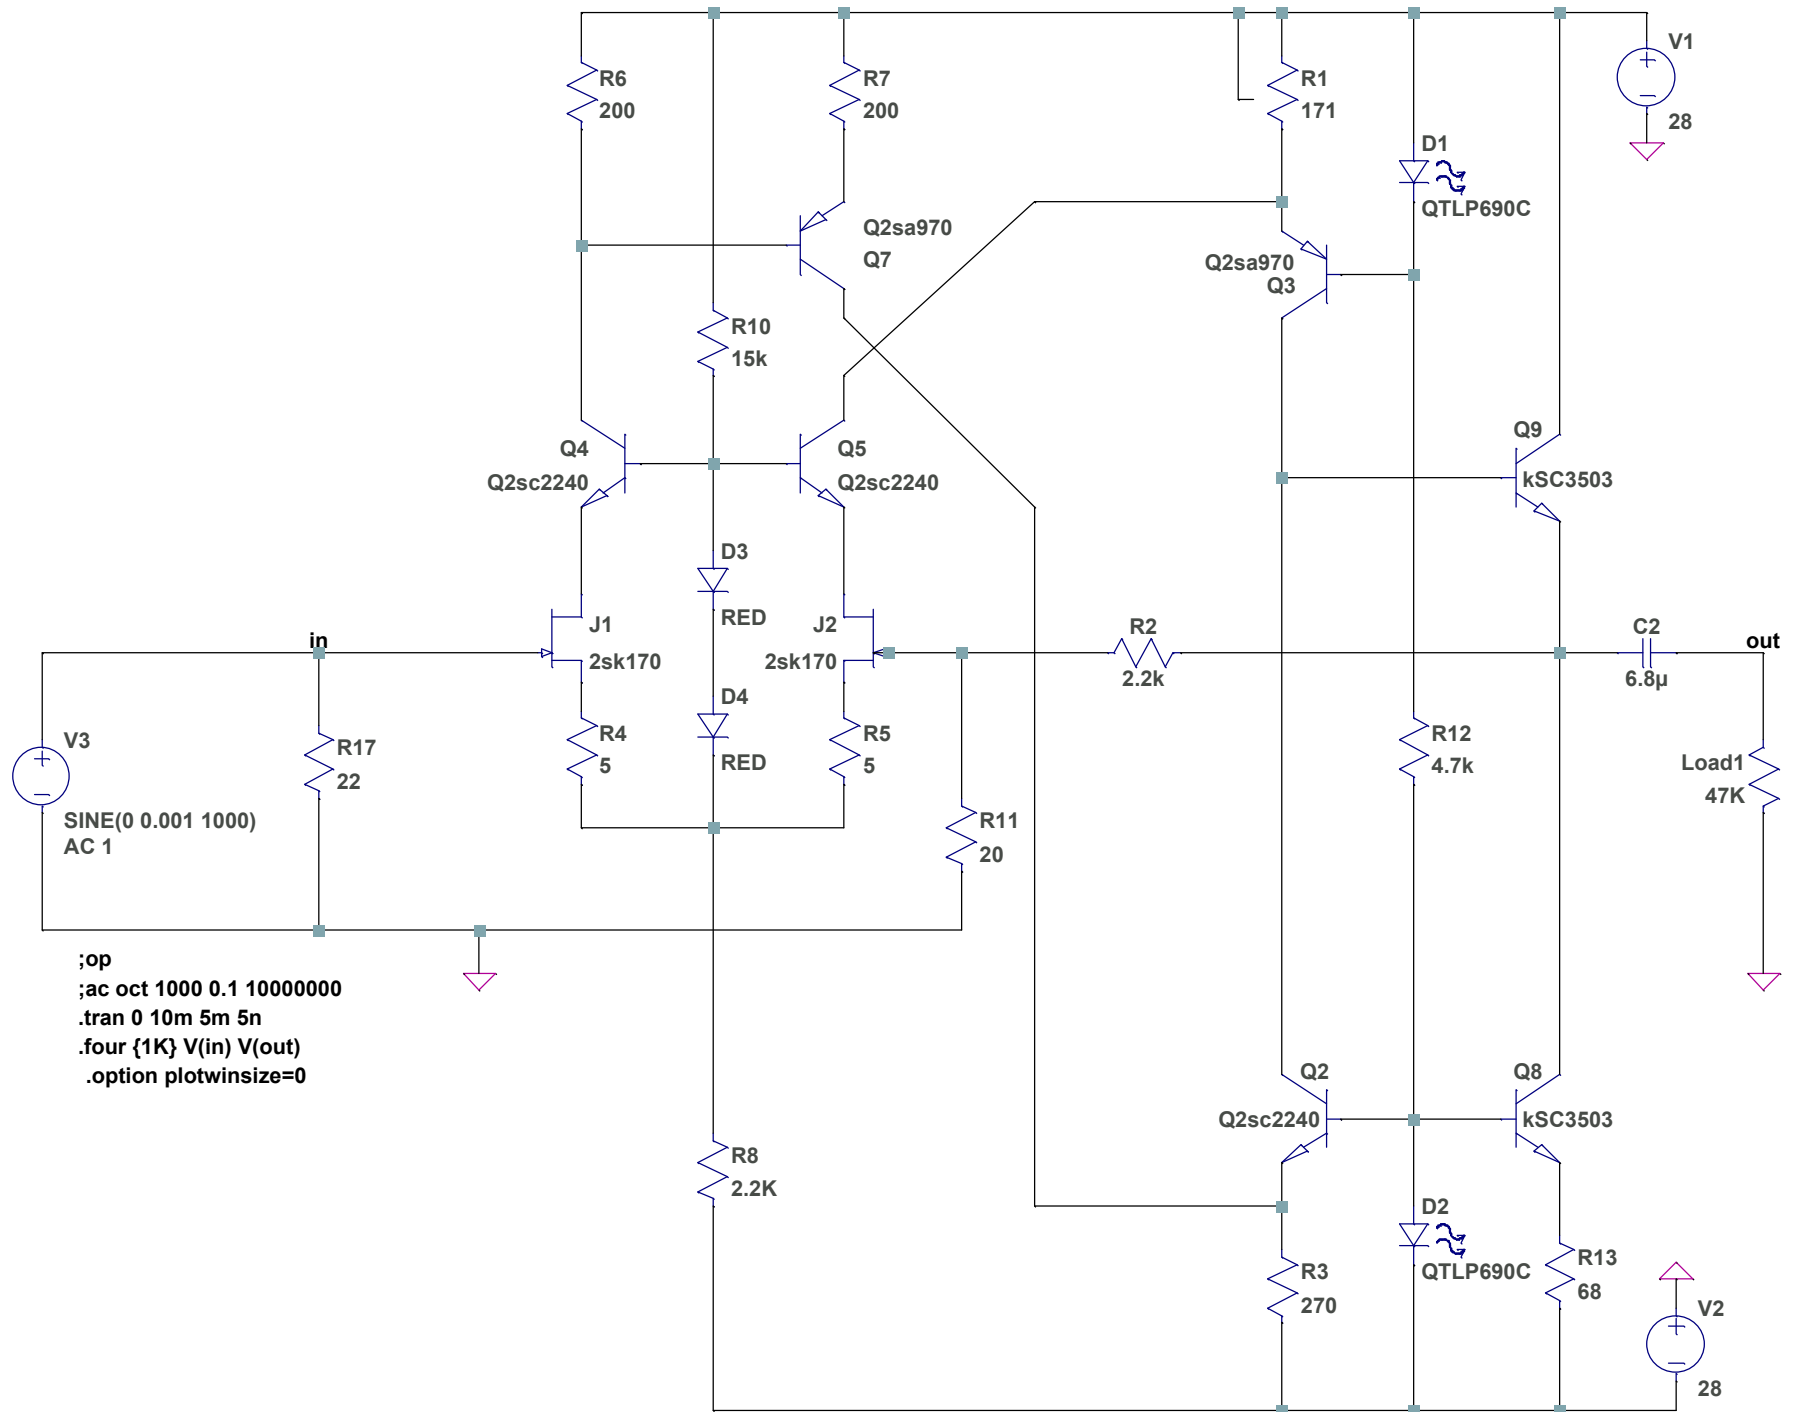 R6
200
R7
200
R1
171
V1
28
D1
QTLP690C
Q2sa970
Q7
Q2sa970
Q3
R10
15k
Q4
Q2sc2240
Q5
Q2sc2240
Q9
kSC3503
D3
RED
J1
2sk170
J2
2sk170
in
R2
2.2k
C2
6.8µ
out
D4
RED
V3
SINE(0 0.001 1000)
AC 1
R17
22
R4
5
R5
5
R12
4.7k
Load1
47K
R11
20
;op
;ac oct 1000 0.1 10000000
.tran 0 10m 5m 5n
.four {1K} V(in) V(out)
.option plotwinsize=0
Q2
Q2sc2240
Q8
kSC3503
R8
2.2K
D2
QTLP690C
R3
270
R13
68
V2
28